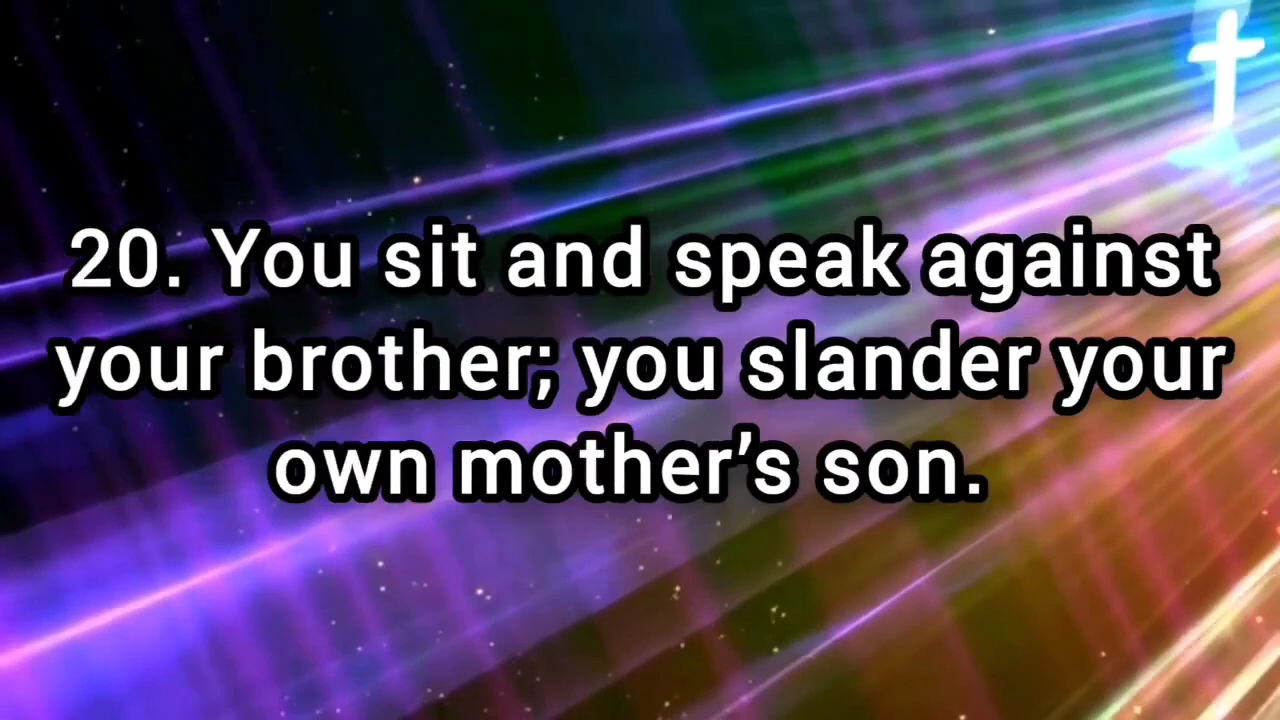 20. You sit and speak against
your brother; you slander your
own mother’s son.